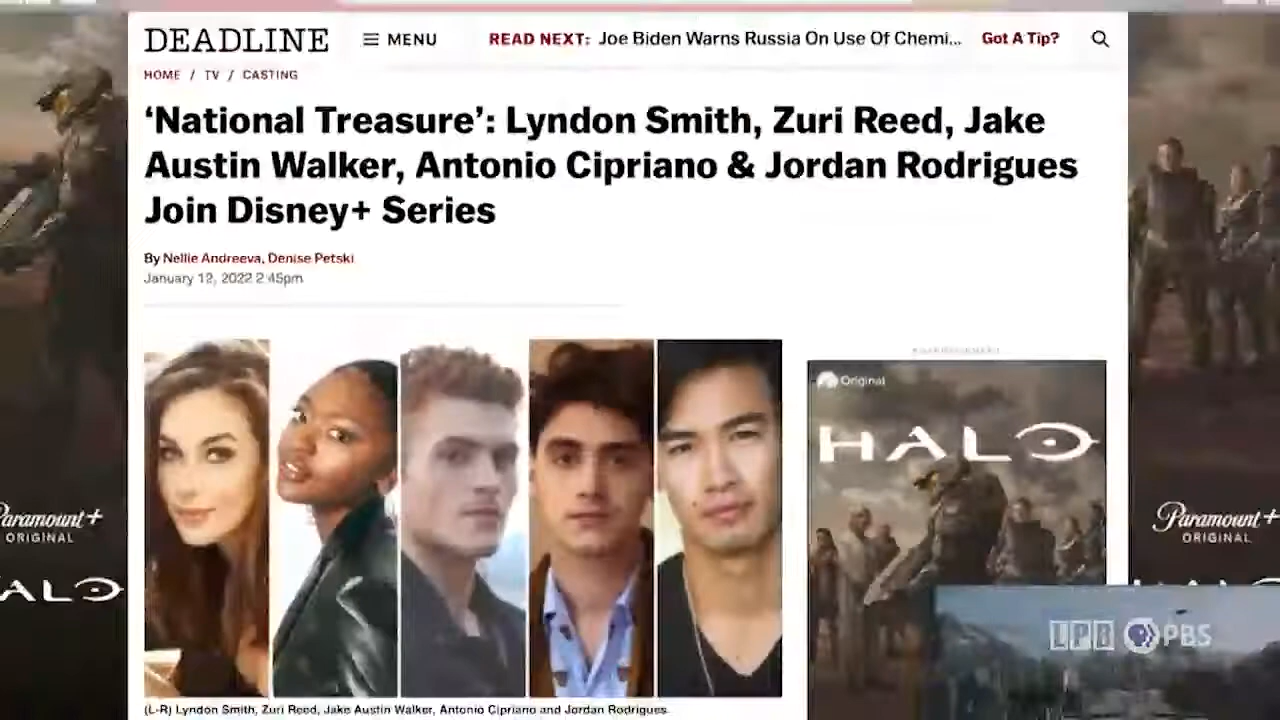 DEADLINE
MENU
READ NEXT: Joe Biden Warns Russia On Use Of Chemi...
Got A Tip?
HOME / TV / CASTING
‘National Treasure’: Lyndon Smith, Zuri Reed, Jake
Austin Walker, Antonio Cipriano & Jordan Rodrigues
Join Disney+ Series
By Nellie Andreeva, Denise Petski
January 12, 2022 2:45pm
ADVERTISEMENT
Original
HALO
Paramount+
ORIGINAL
HALO
Paramount+
ORIGINAL
HALO
LPB PBS
(L-R) Lyndon Smith, Zuri Reed, Jake Austin Walker, Antonio Cipriano and Jordan Rodrigues